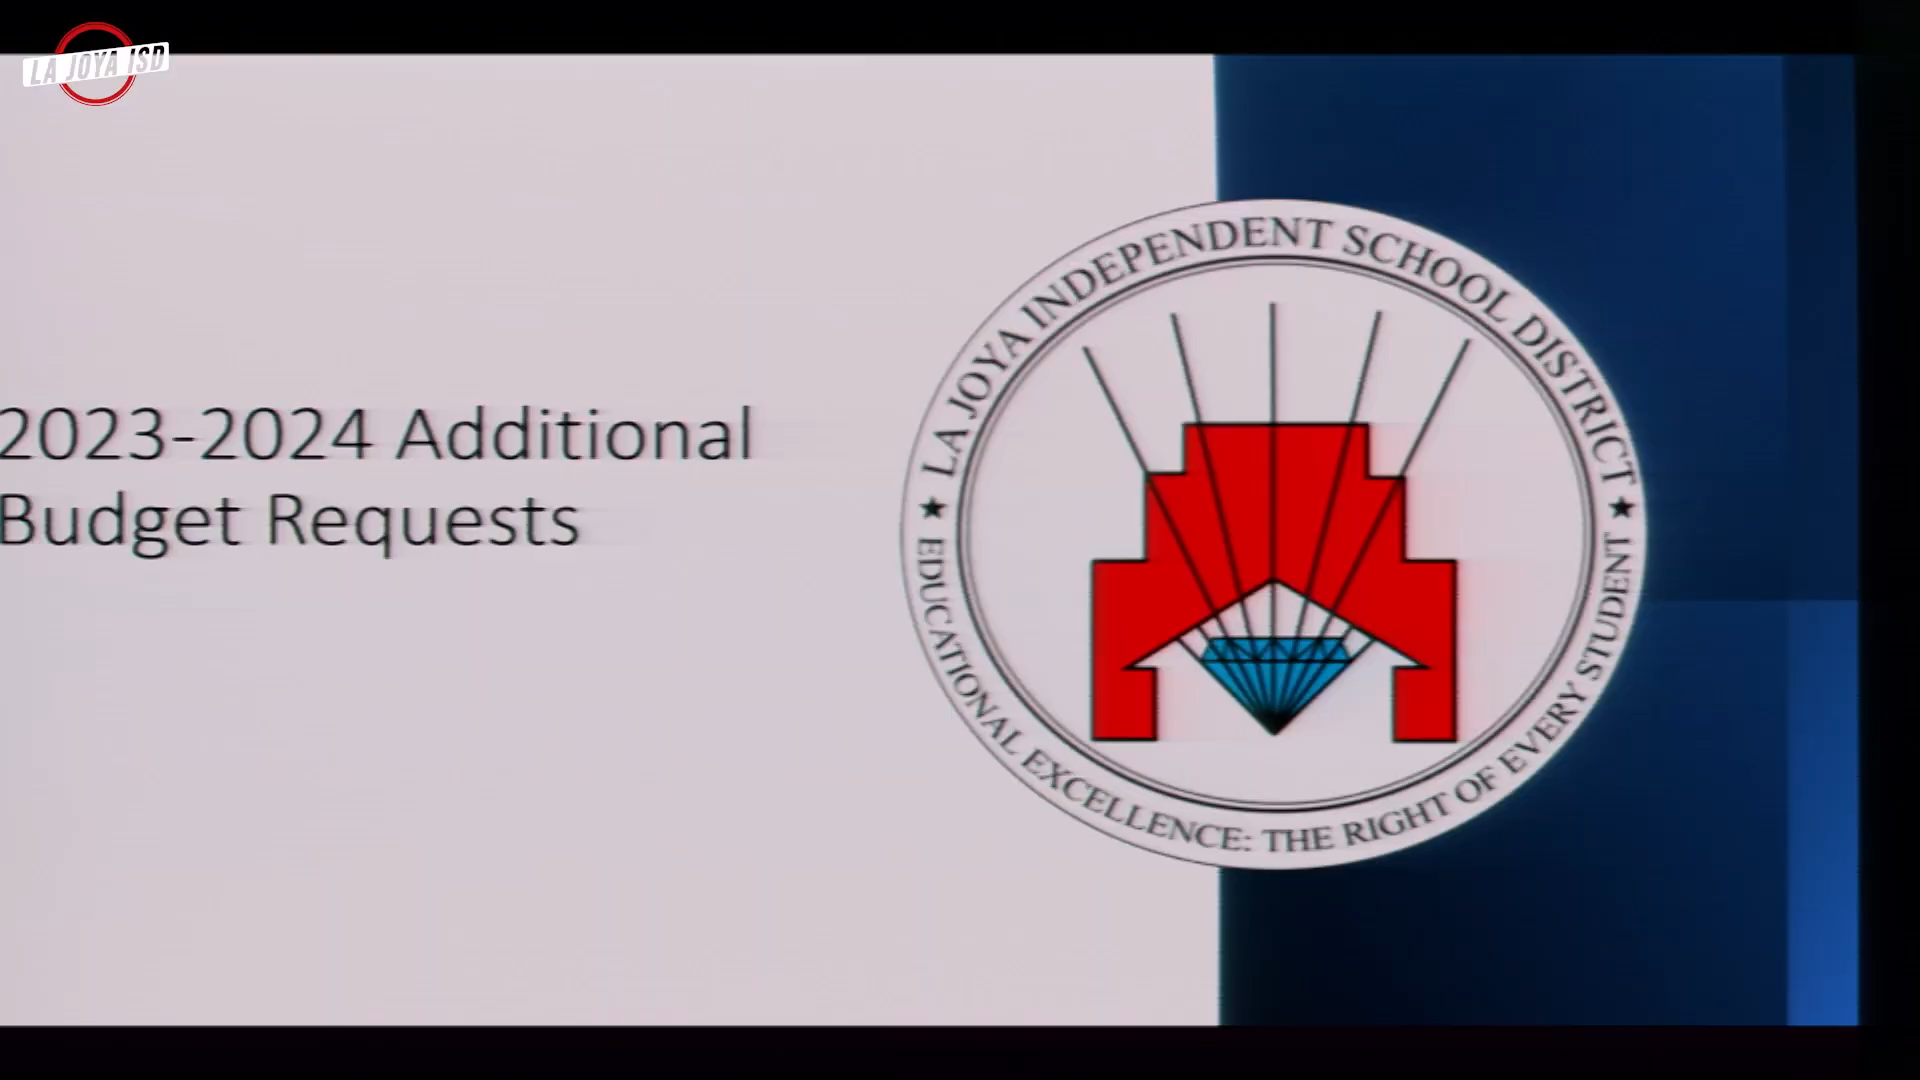 LA JOYA ISD
2023-2024 Additional
Budget Requests
LA JOYA INDEPENDENT SCHOOL DISTRICT
EDUCATIONAL EXCELLENCE: THE RIGHT OF EVERY STUDENT